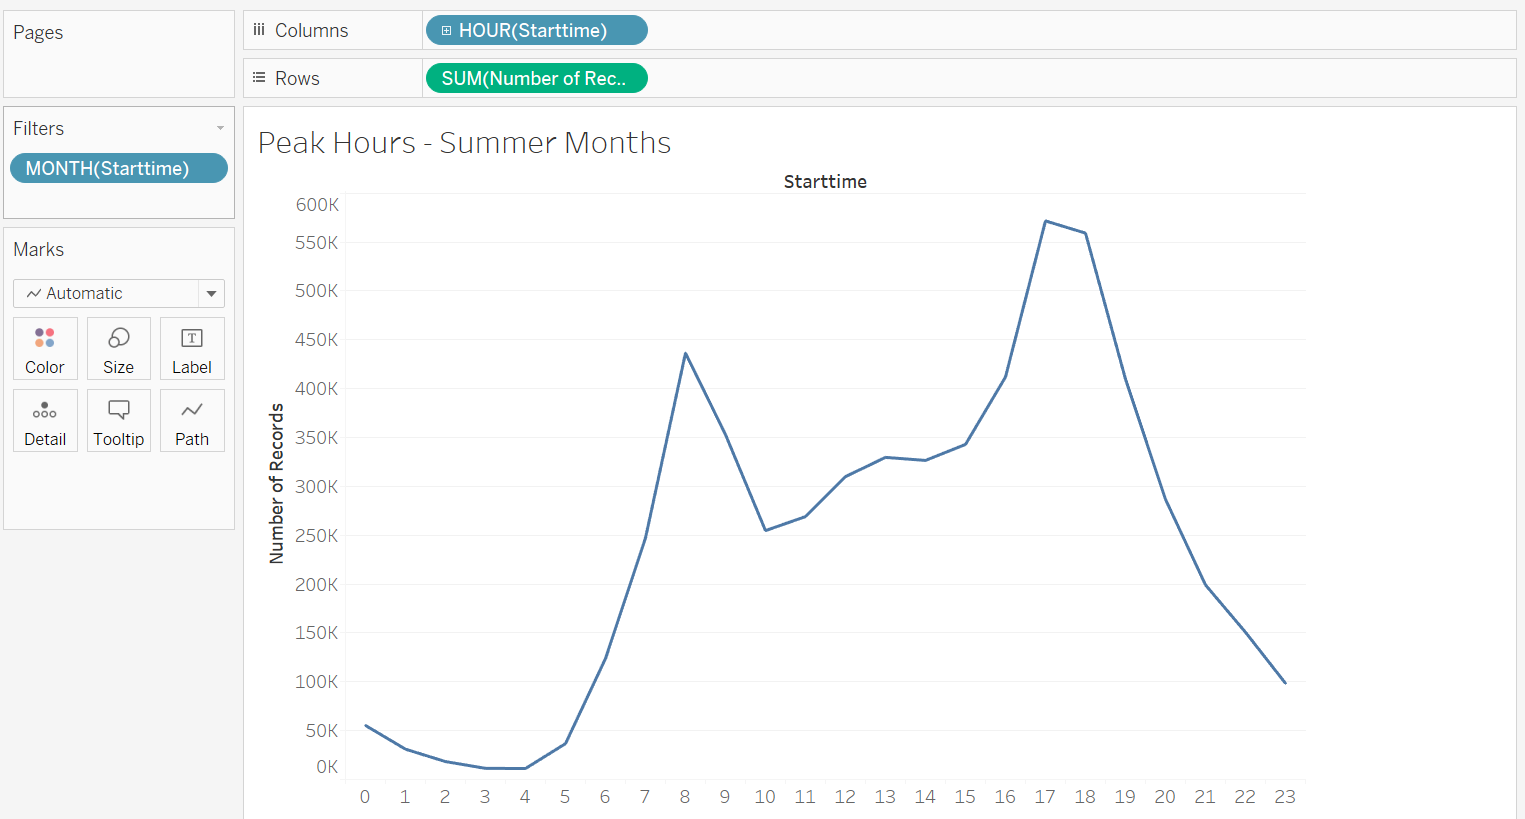 Pages
Columns
HOUR(Starttime)
Rows
SUM(Number of Rec..
Filters
MONTH(Starttime)
Marks
Automatic
Color
Size
Label
Detail
Tooltip
Path
Peak Hours - Summer Months
Starttime
600K
550K
500K
450K
400K
350K
300K
250K
200K
150K
100K
50K
0K
Number of Records
0 1 2 3 4 5 6 7 8 9 10 11 12 13 14 15 16 17 18 19 20 21 22 23